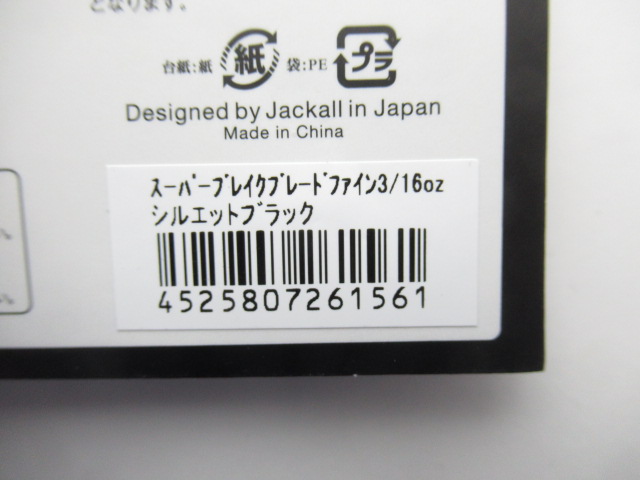 となります。
台紙:紙 紙 袋:PE プラ
Designed by Jackall in Japan
Made in China
ｽｰﾊﾟｰﾌﾞﾚｲｸﾌﾞﾚｰﾄﾞﾌｧｲﾝ3/16oz
シルエットブラック
4525807261561